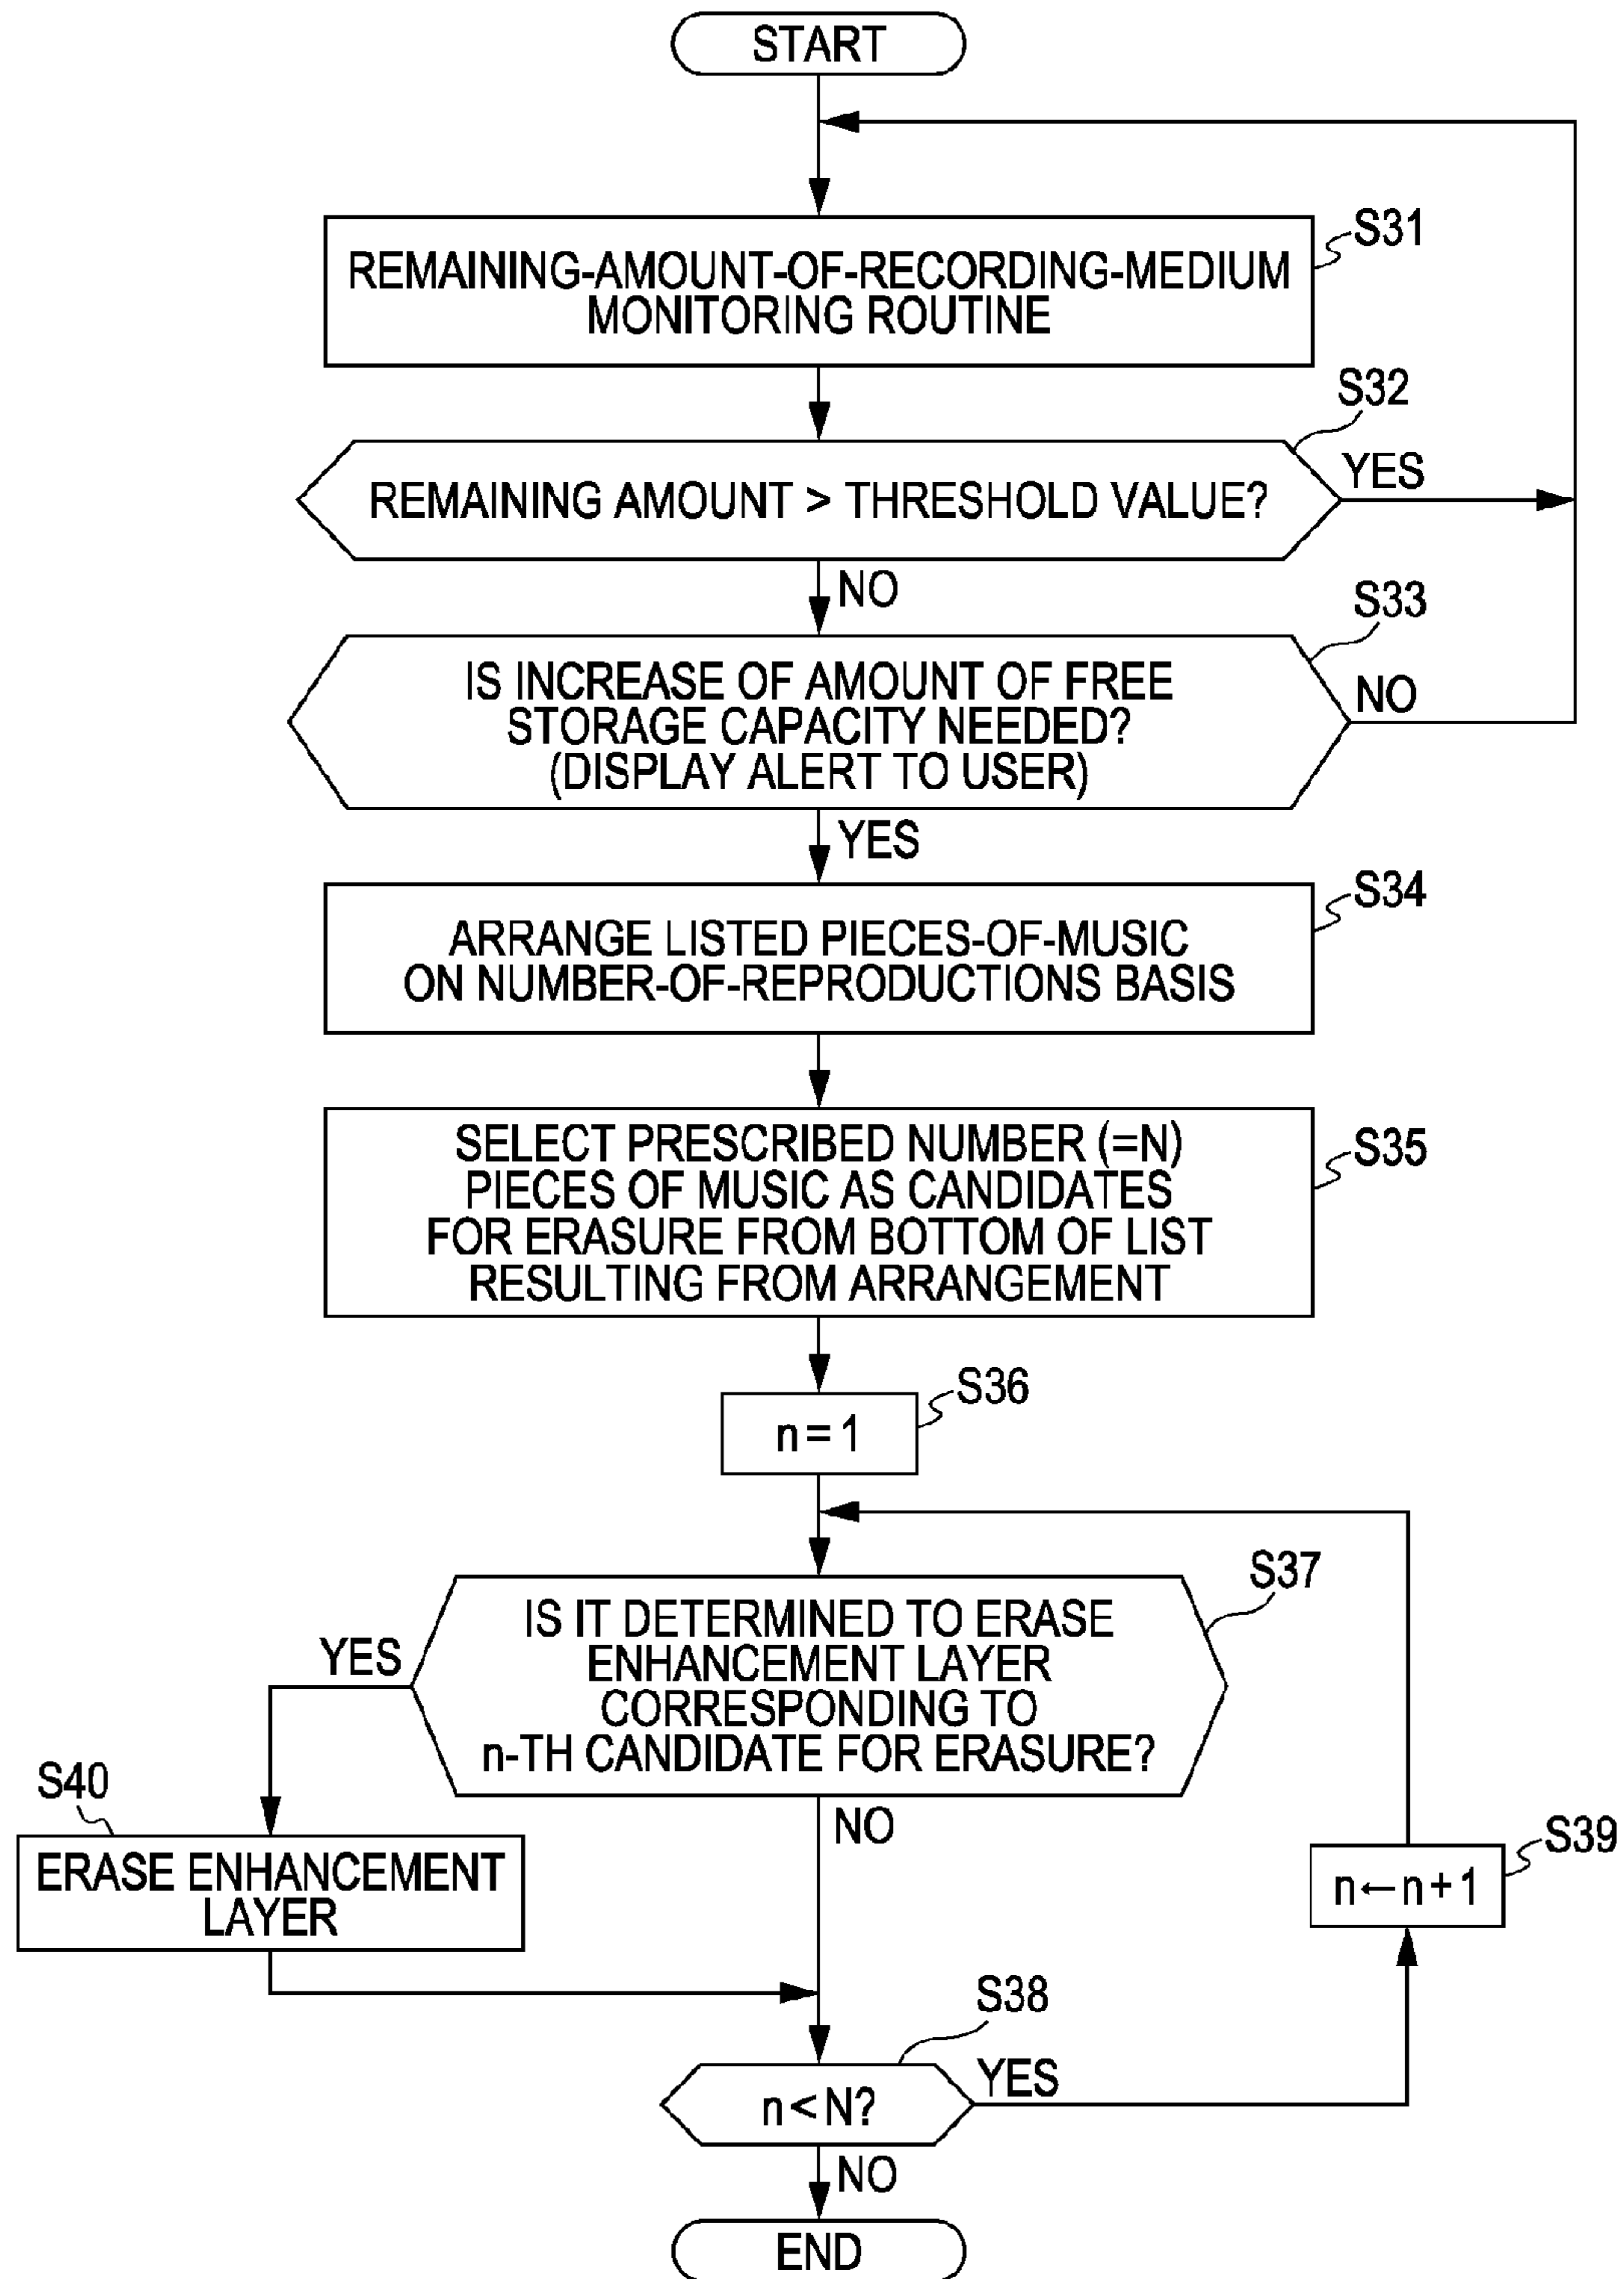 START
S31
REMAINING-AMOUNT-OF-RECORDING-MEDIUM
MONITORING ROUTINE
S32
REMAINING AMOUNT > THRESHOLD VALUE?
YES
NO
S33
IS INCREASE OF AMOUNT OF FREE
STORAGE CAPACITY NEEDED?
(DISPLAY ALERT TO USER)
NO
YES
S34
ARRANGE LISTED PIECES-OF-MUSIC
ON NUMBER-OF-REPRODUCTIONS BASIS
S35
SELECT PRESCRIBED NUMBER (=N)
PIECES OF MUSIC AS CANDIDATES
FOR ERASURE FROM BOTTOM OF LIST
RESULTING FROM ARRANGEMENT
S36
n=1
S37
IS IT DETERMINED TO ERASE
ENHANCEMENT LAYER
CORRESPONDING TO
n-TH CANDIDATE FOR ERASURE?
YES
NO
S40
ERASE ENHANCEMENT
LAYER
S39
n←n+1
S38
n<N?
YES
NO
END